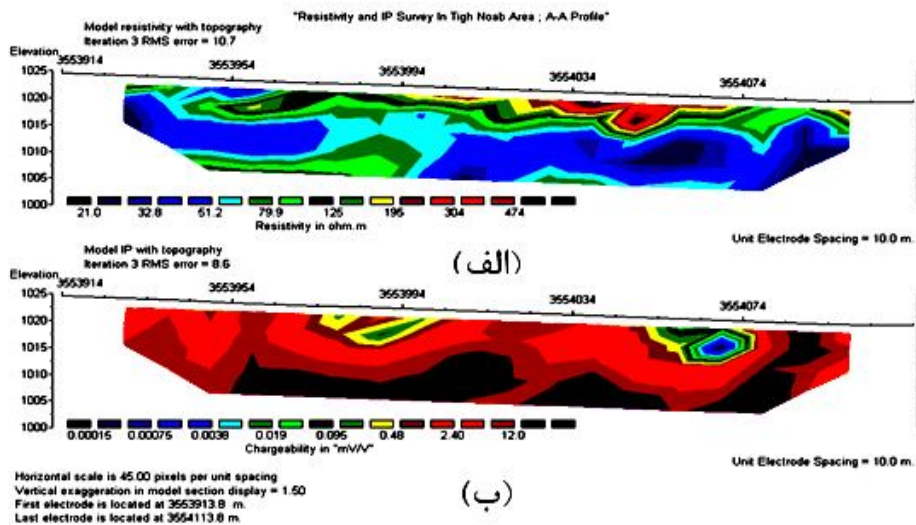 "Resistivity and IP Survey In Tigh Noab Area ; A-A Profile"
Model resistivity with topography
Iteration 3 RMS error = 10.7
Elevation
3553914 3553954 3553994 3554034 3554074
1025
1020
1015
1010
1005
1000
21.0 32.8 51.2 79.9 125 195 304 474
Resistivity in ohm.m
Unit Electrode Spacing = 10.0 m.
(الف)
Model IP with topography
Iteration 3 RMS error = 8.6
Elevation
3553914 3553954 3553994 3554034 3554074
1025
1020
1015
1010
1005
1000
0.00015 0.00075 0.0038 0.019 0.095 0.48 2.40 12.0
Chargeability in "mV/V"
Unit Electrode Spacing = 10.0 m.
(ب)
Horizontal scale is 45.00 pixels per unit spacing
Vertical exaggeration in model section display = 1.50
First electrode is located at 3553913.8 m.
Last electrode is located at 3554113.8 m.